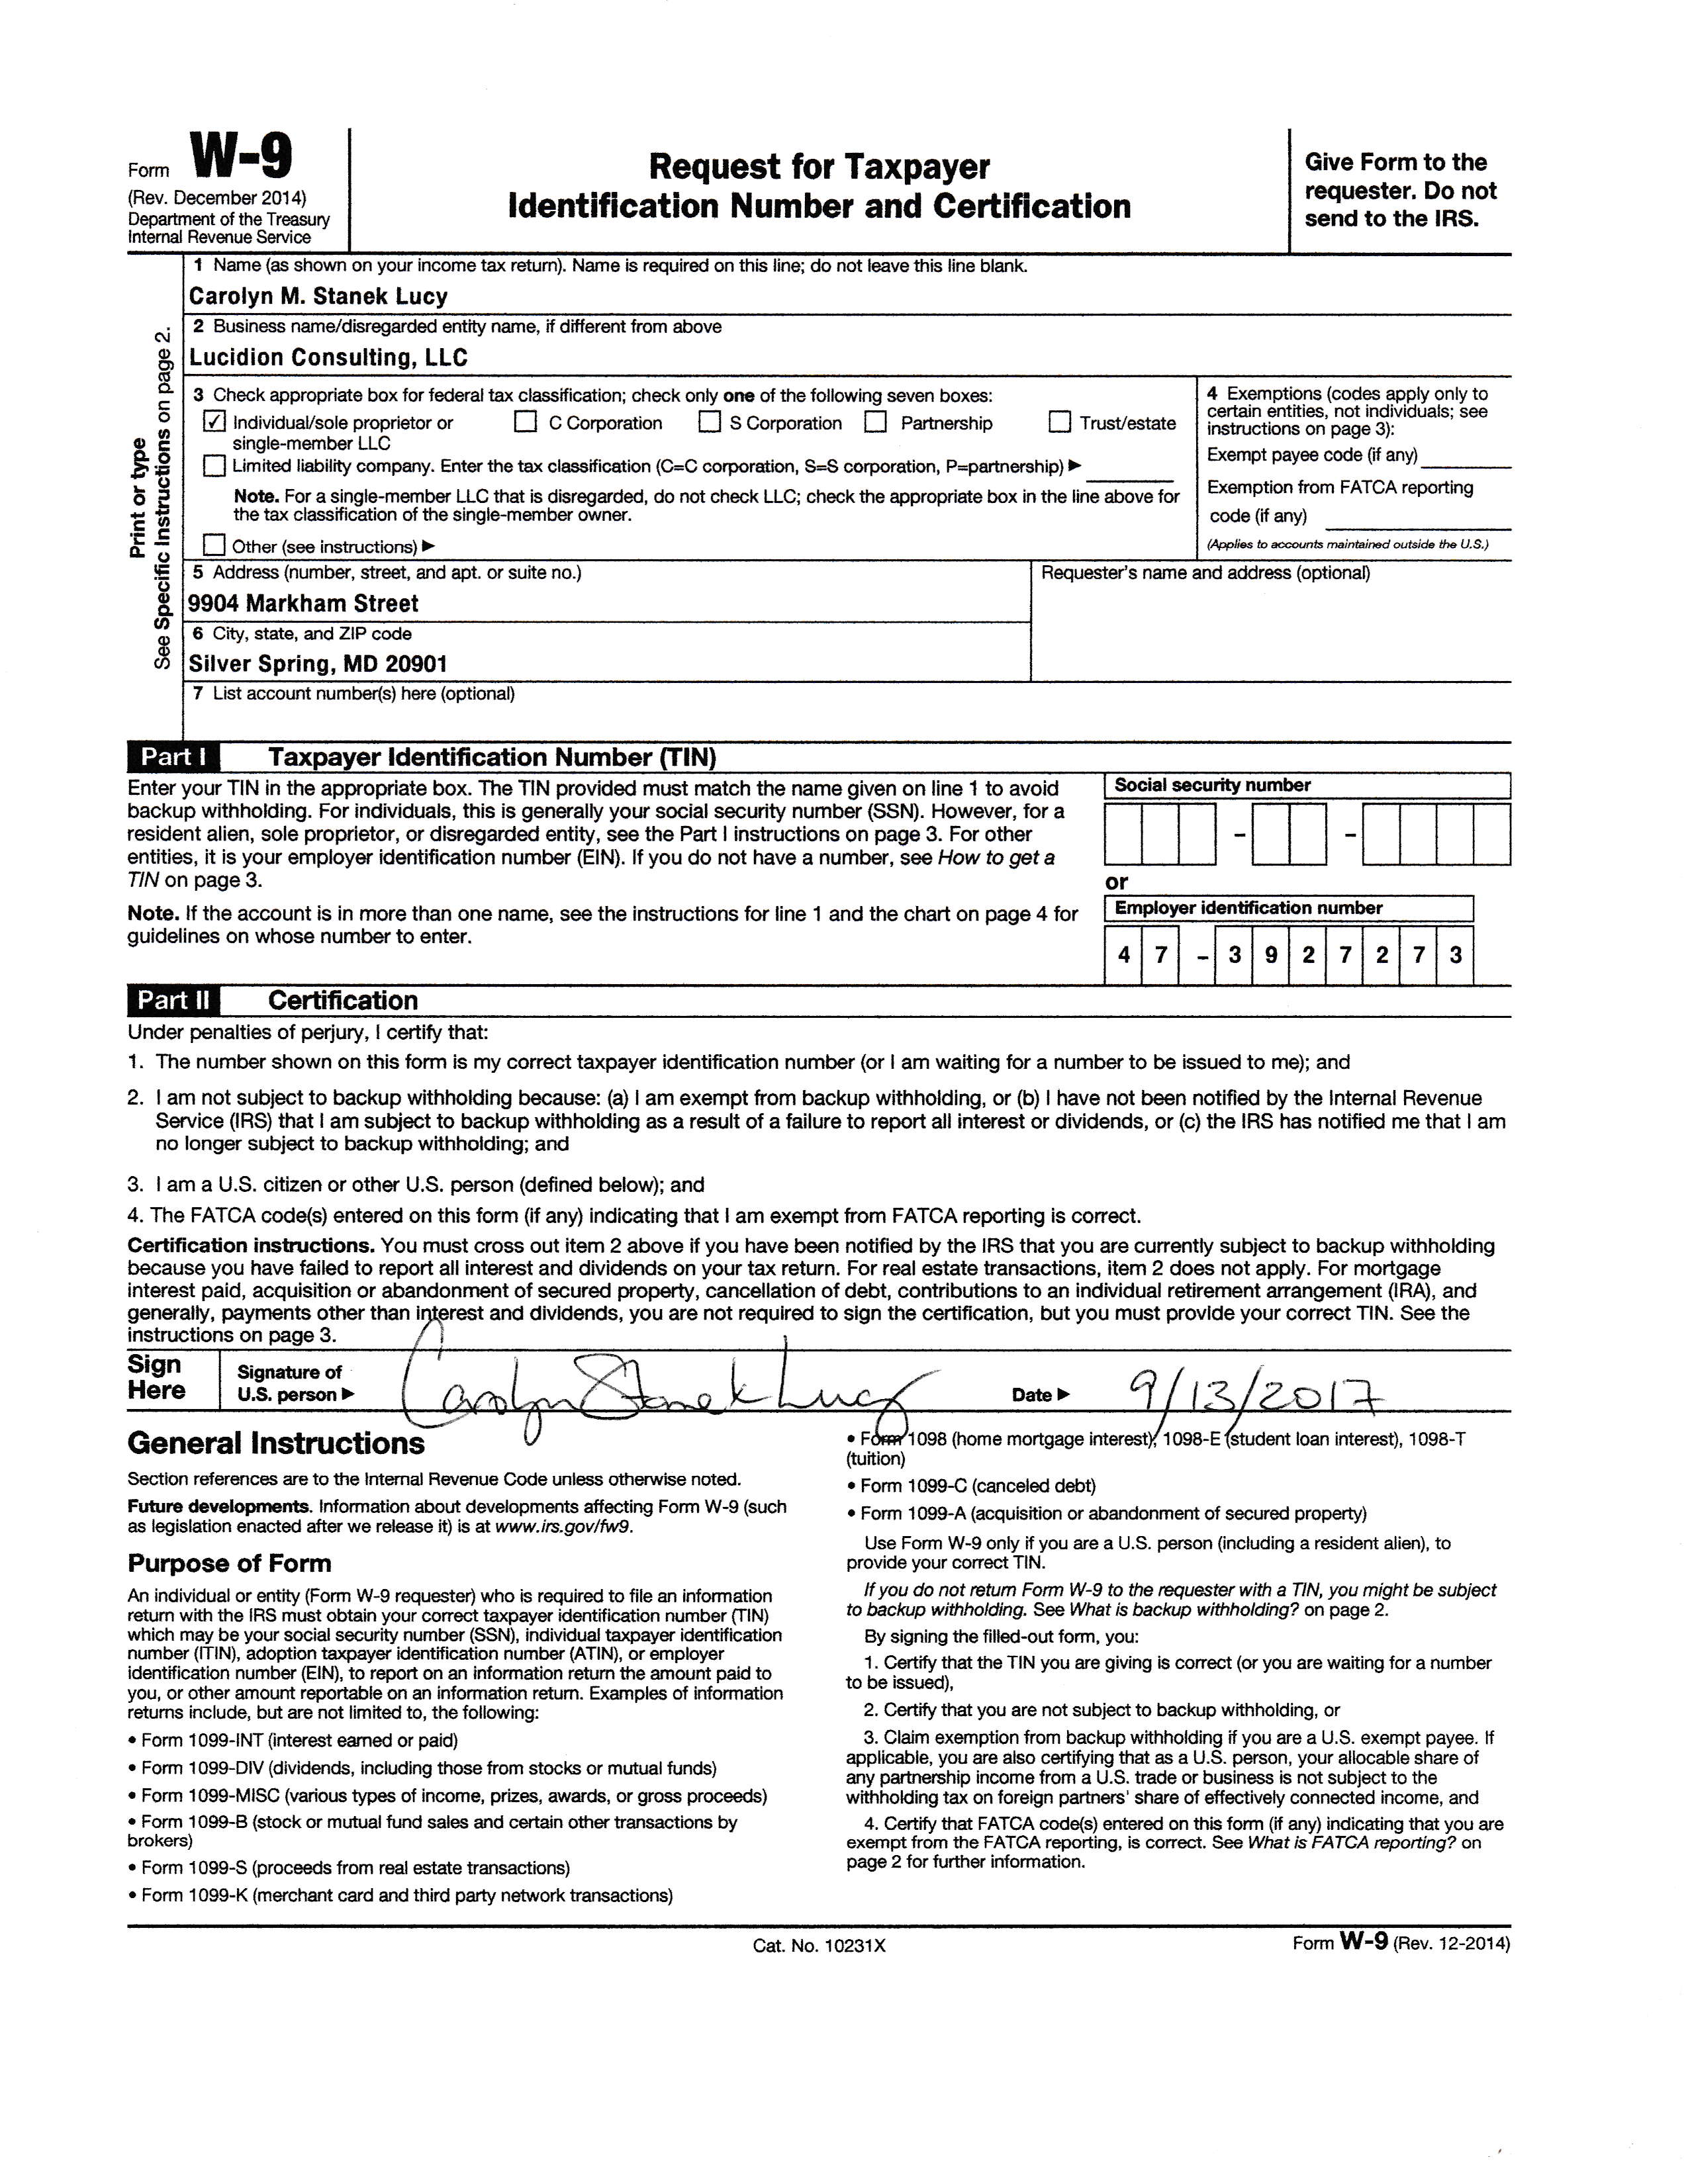 Form W-9
(Rev. December 2014)
Department of the Treasury
Internal Revenue Service
Request for Taxpayer
Identification Number and Certification
Give Form to the
requester. Do not
send to the IRS.
Print or type
See Specific Instructions on page 2.
1 Name (as shown on your income tax return). Name is required on this line; do not leave this line blank.
Carolyn M. Stanek Lucy
2 Business name/disregarded entity name, if different from above
Lucidion Consulting, LLC
3 Check appropriate box for federal tax classification; check only one of the following seven boxes:
✓ Individual/sole proprietor or
single-member LLC
C Corporation
S Corporation
Partnership
Trust/estate
Limited liability company. Enter the tax classification (C=C corporation, S=S corporation, P=partnership) ▶
Note. For a single-member LLC that is disregarded, do not check LLC; check the appropriate box in the line above for
the tax classification of the single-member owner.
Other (see instructions) ▶
4 Exemptions (codes apply only to
certain entities, not individuals; see
instructions on page 3):
Exempt payee code (if any)
Exemption from FATCA reporting
code (if any)
(Applies to accounts maintained outside the U.S.)
5 Address (number, street, and apt. or suite no.)
9904 Markham Street
Requester's name and address (optional)
6 City, state, and ZIP code
Silver Spring, MD 20901
7 List account number(s) here (optional)
Part I Taxpayer Identification Number (TIN)
Enter your TIN in the appropriate box. The TIN provided must match the name given on line 1 to avoid
backup withholding. For individuals, this is generally your social security number (SSN). However, for a
resident alien, sole proprietor, or disregarded entity, see the Part I instructions on page 3. For other
entities, it is your employer identification number (EIN). If you do not have a number, see How to get a
TIN on page 3.
Note. If the account is in more than one name, see the instructions for line 1 and the chart on page 4 for
guidelines on whose number to enter.
Social security number
- -
or
Employer identification number
4 7 - 3 9 2 7 2 7 3
Part II Certification
Under penalties of perjury, I certify that:
1. The number shown on this form is my correct taxpayer identification number (or I am waiting for a number to be issued to me); and
2. I am not subject to backup withholding because: (a) I am exempt from backup withholding, or (b) I have not been notified by the Internal Revenue
Service (IRS) that I am subject to backup withholding as a result of a failure to report all interest or dividends, or (c) the IRS has notified me that I am
no longer subject to backup withholding; and
3. I am a U.S. citizen or other U.S. person (defined below); and
4. The FATCA code(s) entered on this form (if any) indicating that I am exempt from FATCA reporting is correct.
Certification instructions. You must cross out item 2 above if you have been notified by the IRS that you are currently subject to backup withholding
because you have failed to report all interest and dividends on your tax return. For real estate transactions, item 2 does not apply. For mortgage
interest paid, acquisition or abandonment of secured property, cancellation of debt, contributions to an individual retirement arrangement (IRA), and
generally, payments other than interest and dividends, you are not required to sign the certification, but you must provide your correct TIN. See the
instructions on page 3.
Sign
Here
Signature of
U.S. person ▶
Carolyn Stanek Lucy
Date ▶ 9/13/2017
General Instructions
Section references are to the Internal Revenue Code unless otherwise noted.
Future developments. Information about developments affecting Form W-9 (such
as legislation enacted after we release it) is at www.irs.gov/fw9.
Purpose of Form
An individual or entity (Form W-9 requester) who is required to file an information
return with the IRS must obtain your correct taxpayer identification number (TIN)
which may be your social security number (SSN), individual taxpayer identification
number (ITIN), adoption taxpayer identification number (ATIN), or employer
identification number (EIN), to report on an information return the amount paid to
you, or other amount reportable on an information return. Examples of information
returns include, but are not limited to, the following:
• Form 1099-INT (interest earned or paid)
• Form 1099-DIV (dividends, including those from stocks or mutual funds)
• Form 1099-MISC (various types of income, prizes, awards, or gross proceeds)
• Form 1099-B (stock or mutual fund sales and certain other transactions by
brokers)
• Form 1099-S (proceeds from real estate transactions)
• Form 1099-K (merchant card and third party network transactions)
• Form 1098 (home mortgage interest), 1098-E (student loan interest), 1098-T
(tuition)
• Form 1099-C (canceled debt)
• Form 1099-A (acquisition or abandonment of secured property)
Use Form W-9 only if you are a U.S. person (including a resident alien), to
provide your correct TIN.
If you do not return Form W-9 to the requester with a TIN, you might be subject
to backup withholding. See What is backup withholding? on page 2.
By signing the filled-out form, you:
1. Certify that the TIN you are giving is correct (or you are waiting for a number
to be issued),
2. Certify that you are not subject to backup withholding, or
3. Claim exemption from backup withholding if you are a U.S. exempt payee. If
applicable, you are also certifying that as a U.S. person, your allocable share of
any partnership income from a U.S. trade or business is not subject to the
withholding tax on foreign partners' share of effectively connected income, and
4. Certify that FATCA code(s) entered on this form (if any) indicating that you are
exempt from the FATCA reporting, is correct. See What is FATCA reporting? on
page 2 for further information.
Cat. No. 10231X
Form W-9 (Rev. 12-2014)